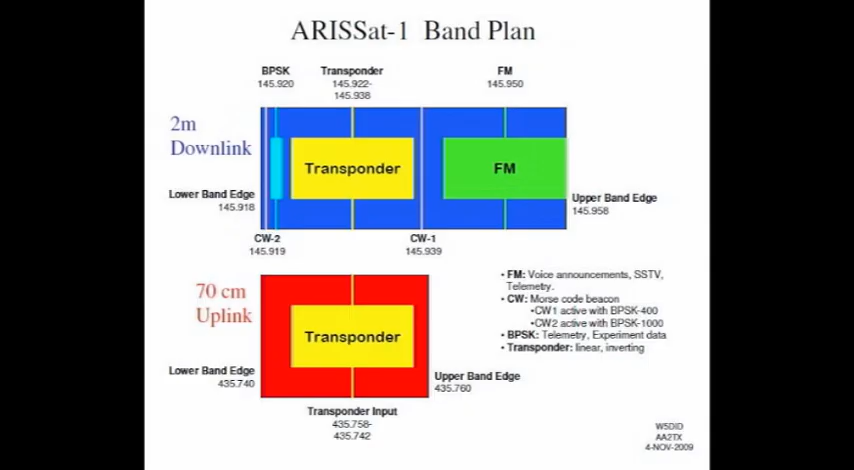 ARISSat-1 Band Plan
BPSK
145.920
Transponder
145.922-
145.938
FM
145.950
2m
Downlink
Transponder
FM
Lower Band Edge
145.918
Upper Band Edge
145.958
CW-2
145.919
CW-1
145.939
70 cm
Uplink
Transponder
Lower Band Edge
435.740
Upper Band Edge
435.760
Transponder Input
435.758-
435.742
• FM: Voice announcements, SSTV,
Telemetry.
• CW: Morse code beacon
•CW1 active with BPSK-400
•CW2 active with BPSK-1000
• BPSK: Telemetry, Experiment data
• Transponder: linear, inverting
W5DID
AA2TX
4-NOV-2009